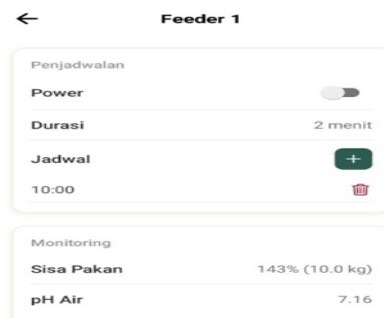 Feeder 1
Penjadwalan
Power
Durasi 2 menit
Jadwal
10:00
Monitoring
Sisa Pakan 143% (10.0 kg)
pH Air 7.16